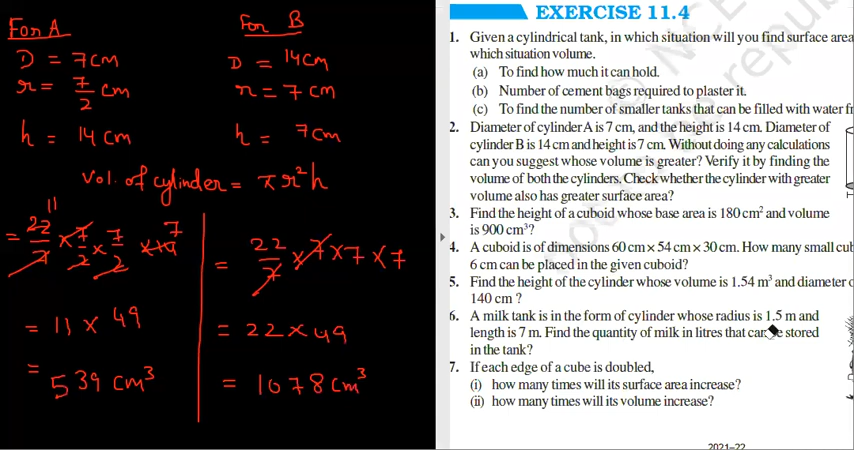 For A
D = 7cm
r = 7/2 cm
h = 14 cm
For B
D = 14cm
r = 7 cm
h = 7cm
Vol. of cylinder = πr²h
11 7
= 22/7 × 7/2 × 7/2 × 14
= 11 × 49
= 539 cm³
= 22/7 × 7 × 7 × 7
= 22 × 49
= 1078 cm³
EXERCISE 11.4
1. Given a cylindrical tank, in which situation will you find surface area
which situation volume.
(a) To find how much it can hold.
(b) Number of cement bags required to plaster it.
(c) To find the number of smaller tanks that can be filled with water fr
2. Diameter of cylinder A is 7 cm, and the height is 14 cm. Diameter of
cylinder B is 14 cm and height is 7 cm. Without doing any calculations
can you suggest whose volume is greater? Verify it by finding the
volume of both the cylinders. Check whether the cylinder with greater
volume also has greater surface area?
3. Find the height of a cuboid whose base area is 180 cm² and volume
is 900 cm³?
4. A cuboid is of dimensions 60 cm × 54 cm × 30 cm. How many small cub
6 cm can be placed in the given cuboid?
5. Find the height of the cylinder whose volume is 1.54 m³ and diameter o
140 cm ?
6. A milk tank is in the form of cylinder whose radius is 1.5 m and
length is 7 m. Find the quantity of milk in litres that can be stored
in the tank?
7. If each edge of a cube is doubled,
(i) how many times will its surface area increase?
(ii) how many times will its volume increase?
2021–22